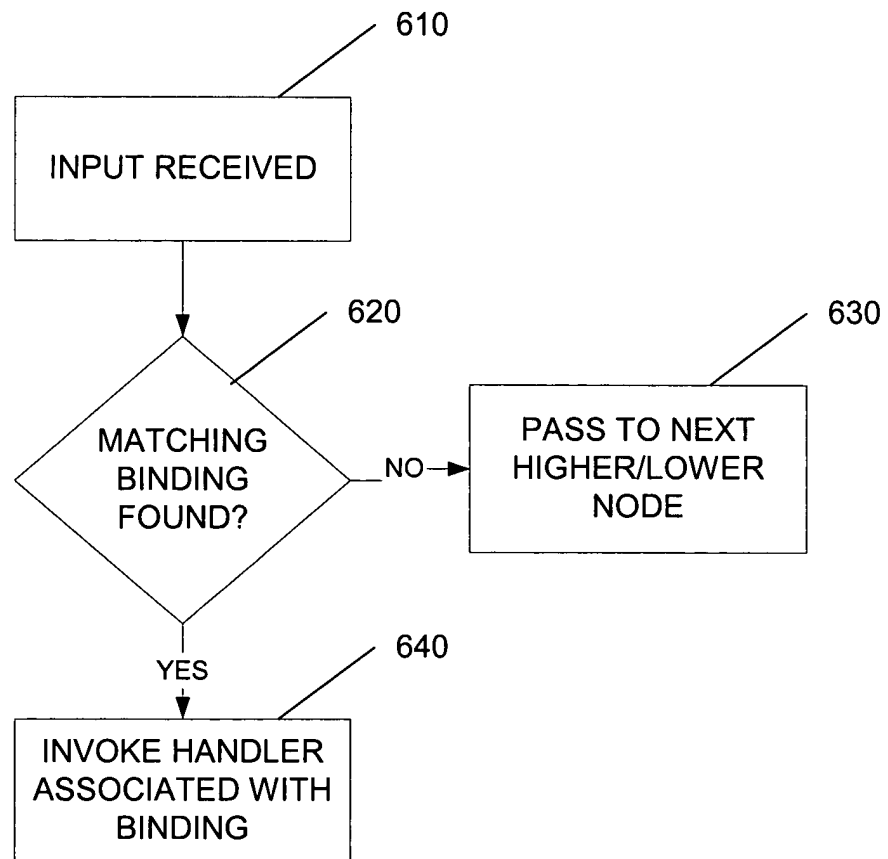 610
INPUT RECEIVED
620
630
MATCHING
BINDING
FOUND?
NO
PASS TO NEXT
HIGHER/LOWER
NODE
YES
640
INVOKE HANDLER
ASSOCIATED WITH
BINDING